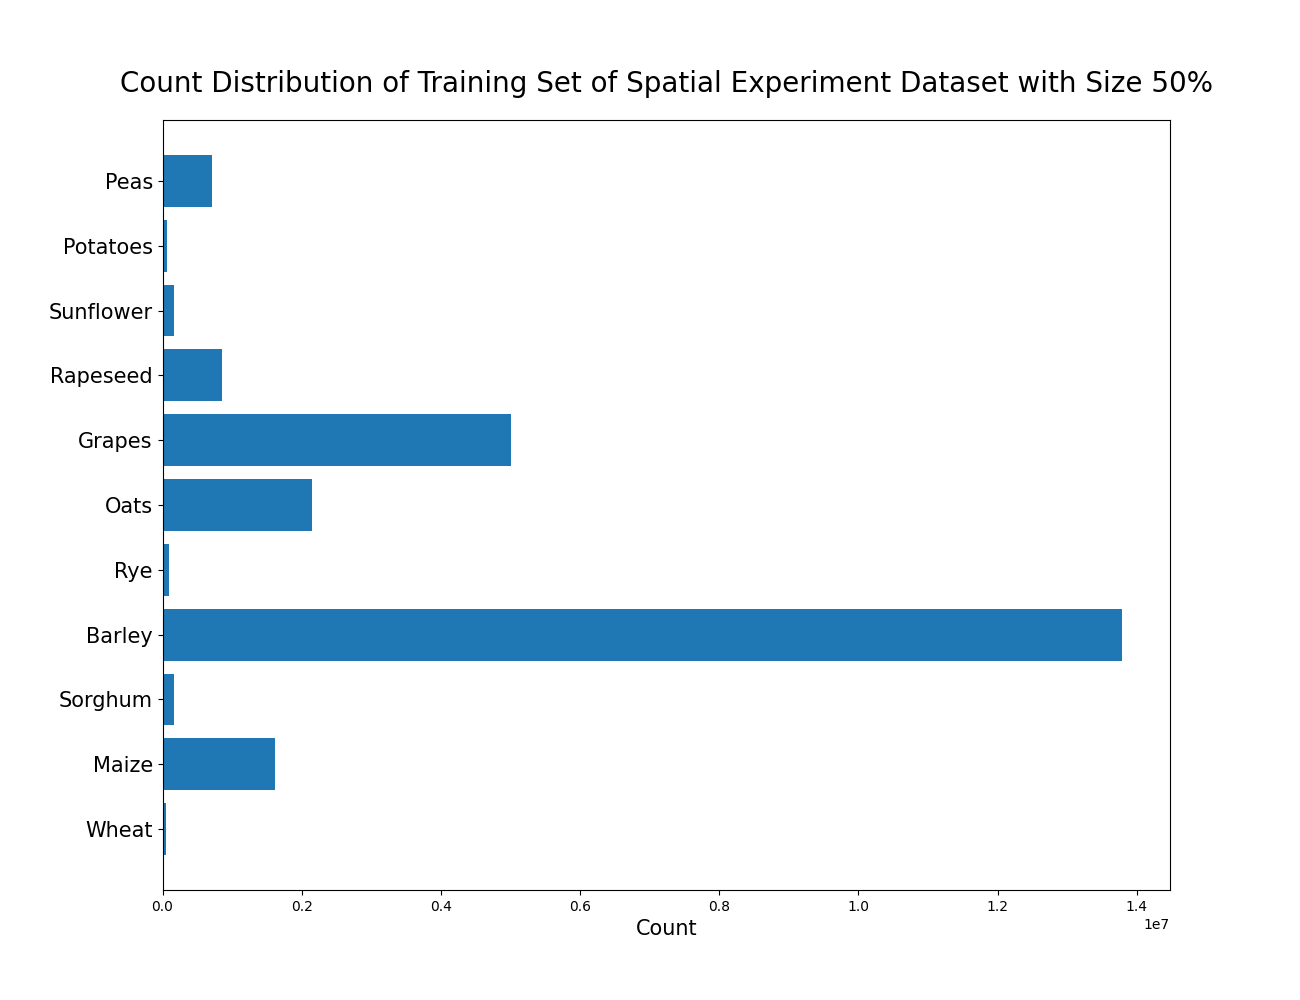 Count Distribution of Training Set of Spatial Experiment Dataset with Size 50%
Peas
Potatoes
Sunflower
Rapeseed
Grapes
Oats
Rye
Barley
Sorghum
Maize
Wheat
0.0 0.2 0.4 0.6 0.8 1.0 1.2 1.4
1e7
Count